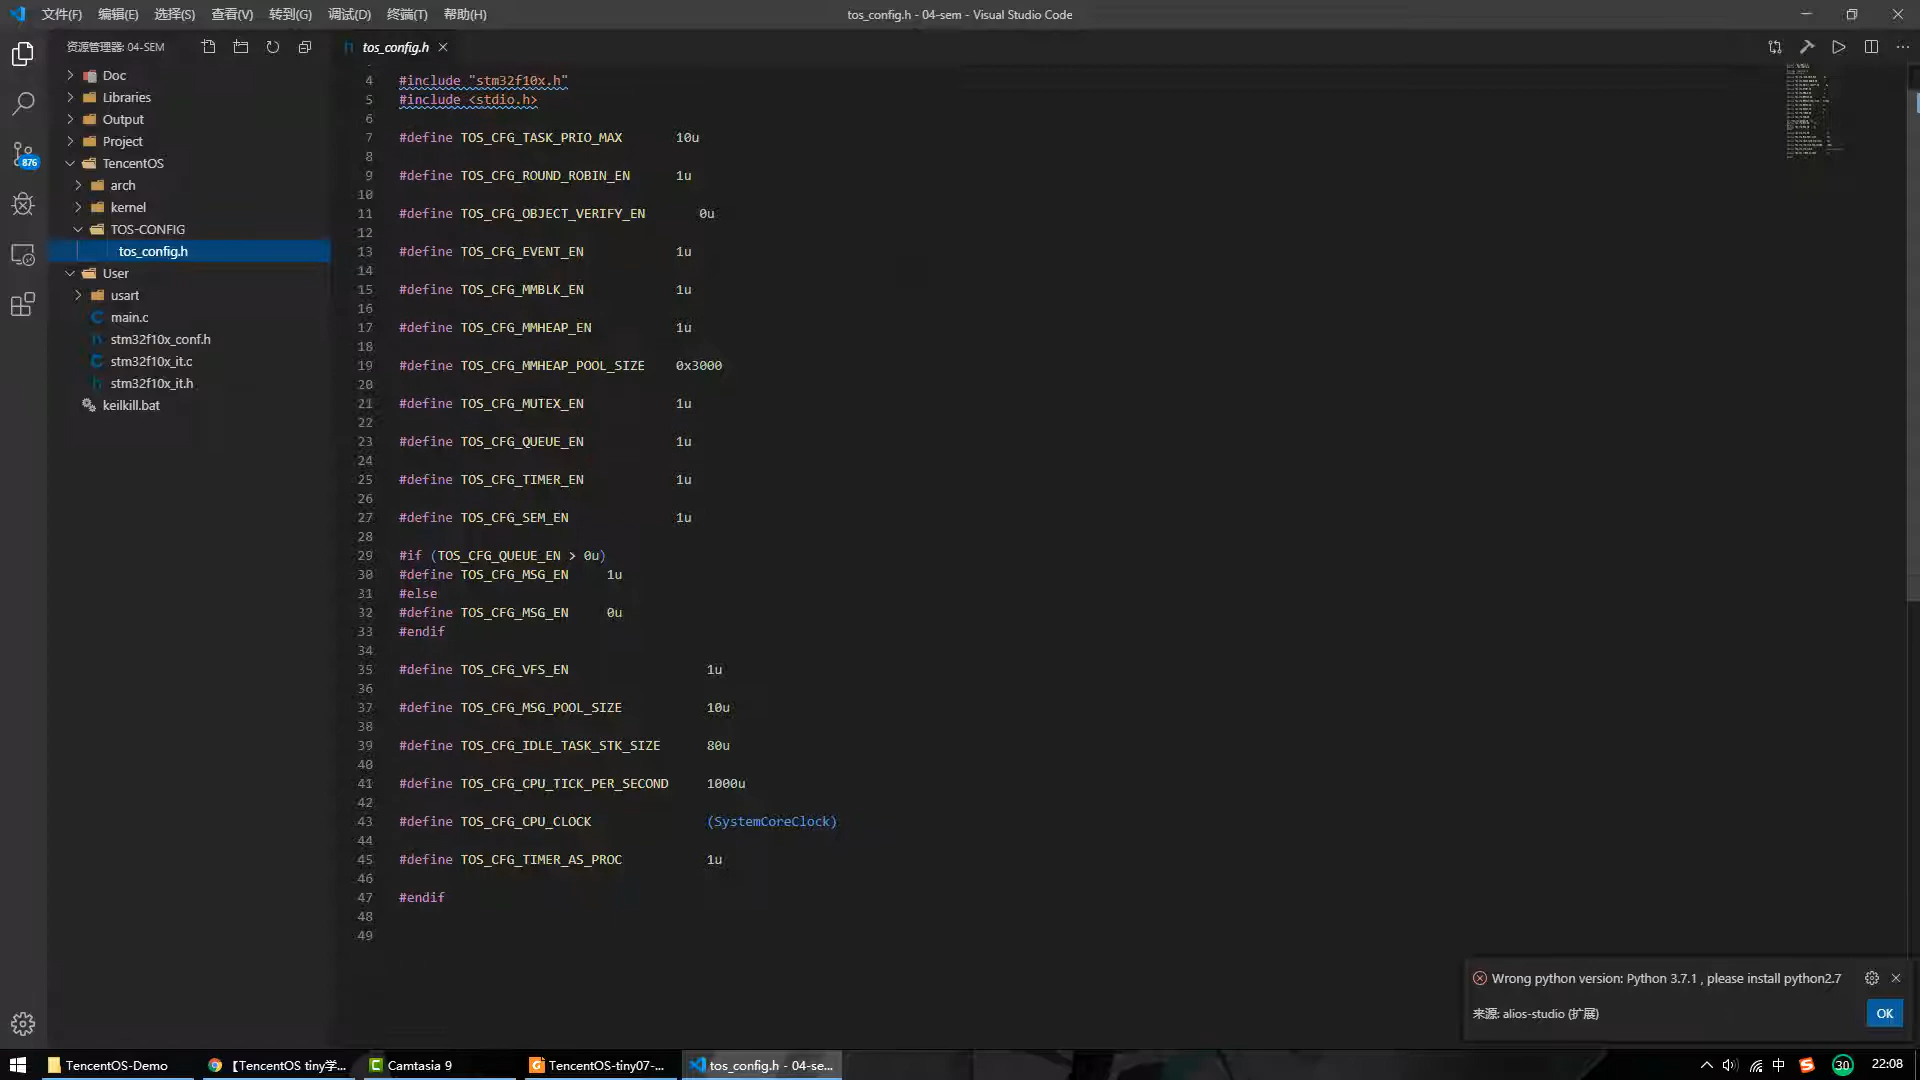 文件(F) 编辑(E) 选择(S) 查看(V) 转到(G) 调试(D) 终端(T) 帮助(H)
tos_config.h - 04-sem - Visual Studio Code
资源管理器: 04-SEM
tos_config.h
Doc
Libraries
Output
Project
TencentOS
arch
kernel
TOS-CONFIG
tos_config.h
User
usart
main.c
stm32f10x_conf.h
stm32f10x_it.c
stm32f10x_it.h
keilkill.bat
876
4 #include "stm32f10x.h"
5 #include <stdio.h>
6
7 #define TOS_CFG_TASK_PRIO_MAX 10u
8
9 #define TOS_CFG_ROUND_ROBIN_EN 1u
10
11 #define TOS_CFG_OBJECT_VERIFY_EN 0u
12
13 #define TOS_CFG_EVENT_EN 1u
14
15 #define TOS_CFG_MMBLK_EN 1u
16
17 #define TOS_CFG_MMHEAP_EN 1u
18
19 #define TOS_CFG_MMHEAP_POOL_SIZE 0x3000
20
21 #define TOS_CFG_MUTEX_EN 1u
22
23 #define TOS_CFG_QUEUE_EN 1u
24
25 #define TOS_CFG_TIMER_EN 1u
26
27 #define TOS_CFG_SEM_EN 1u
28
29 #if (TOS_CFG_QUEUE_EN > 0u)
30 #define TOS_CFG_MSG_EN 1u
31 #else
32 #define TOS_CFG_MSG_EN 0u
33 #endif
34
35 #define TOS_CFG_VFS_EN 1u
36
37 #define TOS_CFG_MSG_POOL_SIZE 10u
38
39 #define TOS_CFG_IDLE_TASK_STK_SIZE 80u
40
41 #define TOS_CFG_CPU_TICK_PER_SECOND 1000u
42
43 #define TOS_CFG_CPU_CLOCK (SystemCoreClock)
44
45 #define TOS_CFG_TIMER_AS_PROC 1u
46
47 #endif
48
49
Wrong python version: Python 3.7.1 , please install python2.7
来源: alios-studio (扩展)
OK
TencentOS-Demo
【TencentOS tiny学...
Camtasia 9
TencentOS-tiny07-...
tos_config.h - 04-se...
中
30
22:08